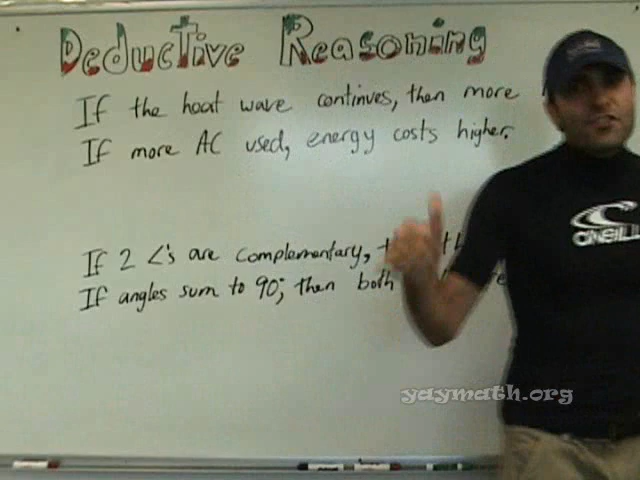 Deductive Reasoning
If the heat wave continues, then more
If more AC used, energy costs higher.
If 2 ∠'s are complementary,
If angles sum to 90°, then both
O'NEILL
yaymath.org